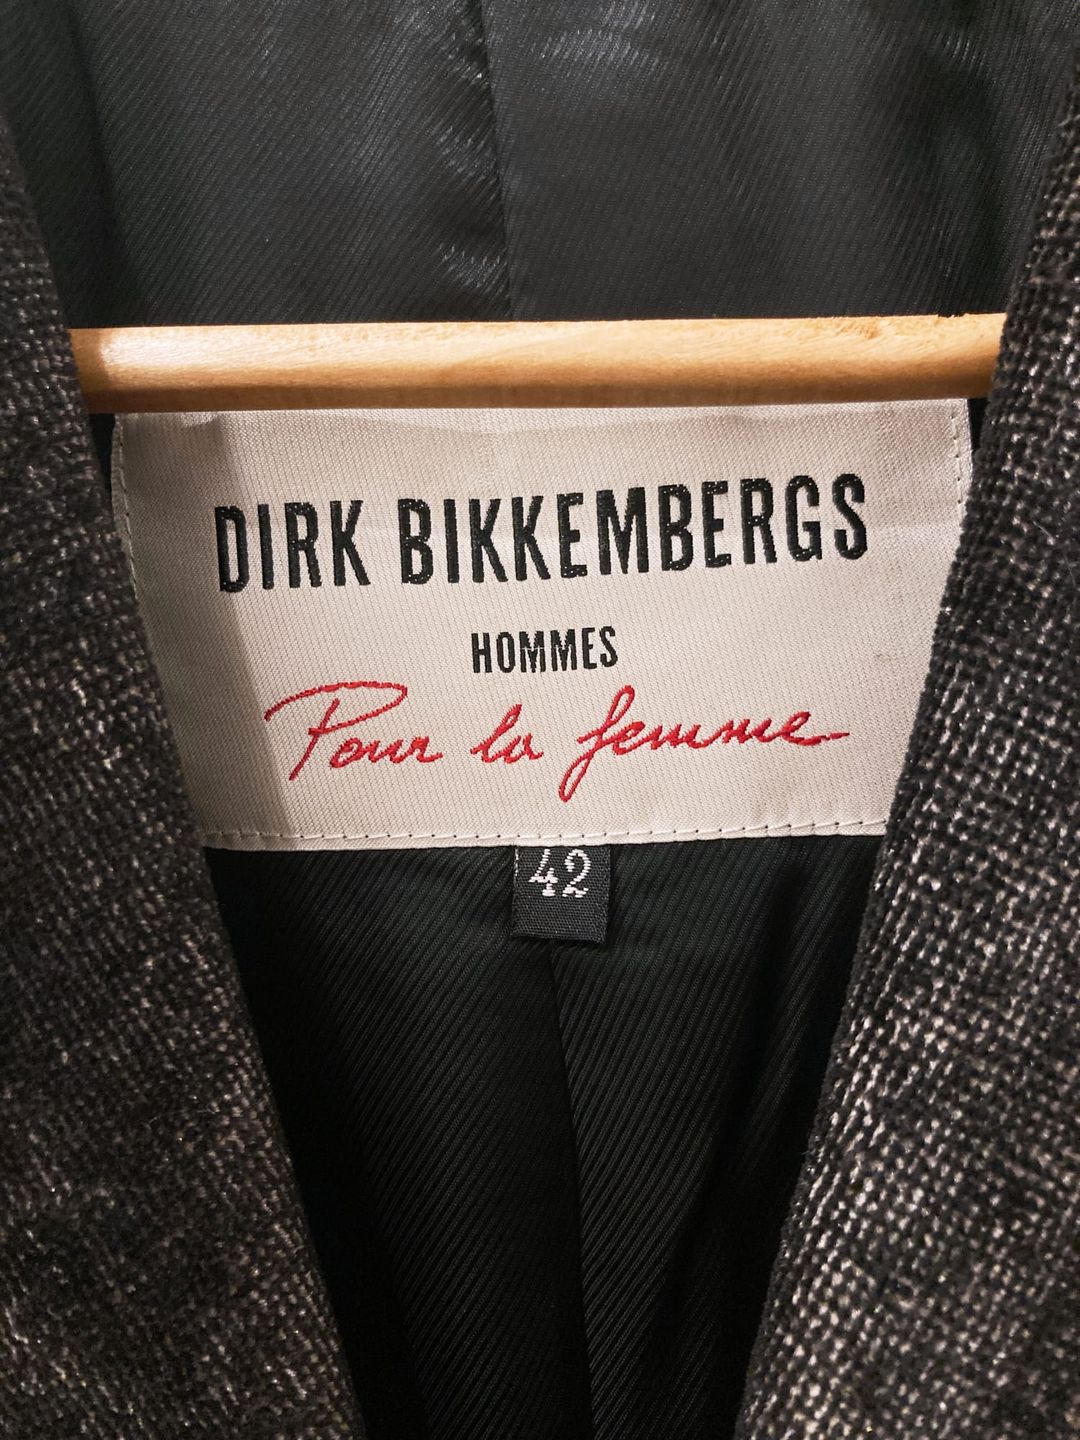 DIRK BIKKEMBERGS
HOMMES
Pour la femme
42